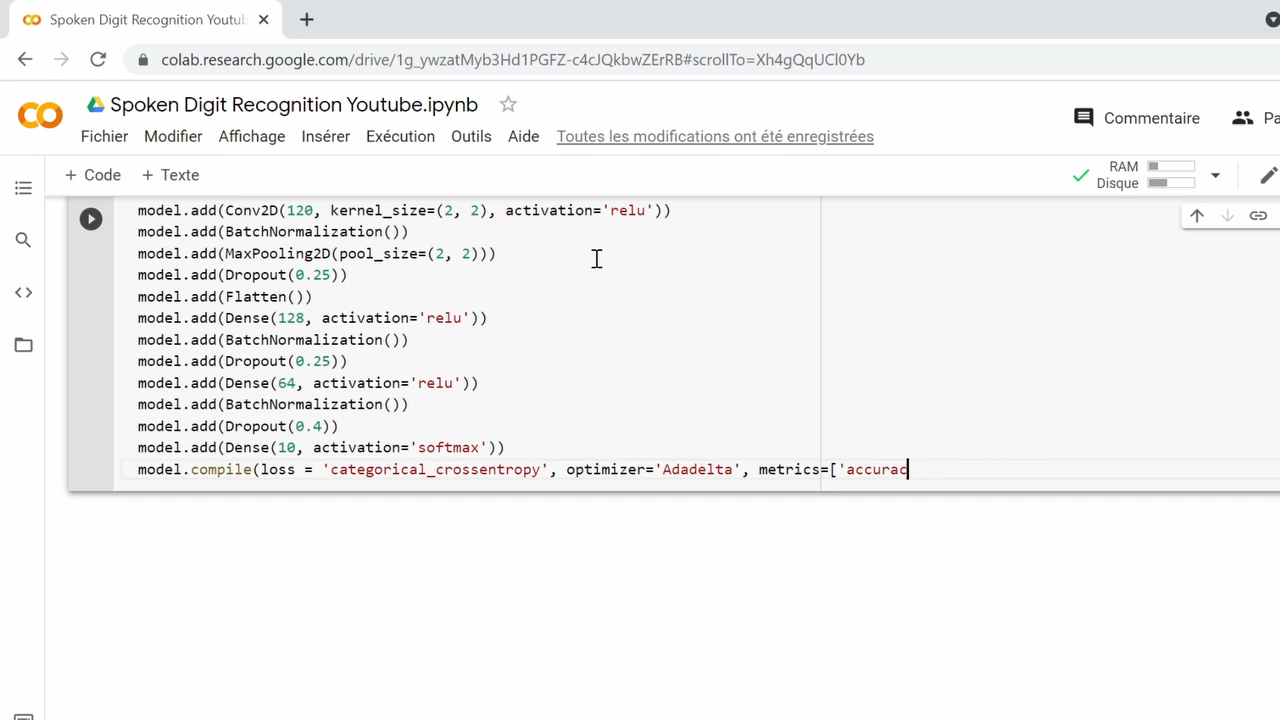 Spoken Digit Recognition Youtub
colab.research.google.com/drive/1g_ywzatMyb3Hd1PGFZ-c4cJQkbwZErRB#scrollTo=Xh4gQqUCl0Yb
Spoken Digit Recognition Youtube.ipynb
Commentaire
Pa
Fichier Modifier Affichage Insérer Exécution Outils Aide Toutes les modifications ont été enregistrées
+ Code + Texte
RAM
Disque
model.add(Conv2D(120, kernel_size=(2, 2), activation='relu'))
model.add(BatchNormalization())
model.add(MaxPooling2D(pool_size=(2, 2)))
model.add(Dropout(0.25))
model.add(Flatten())
model.add(Dense(128, activation='relu'))
model.add(BatchNormalization())
model.add(Dropout(0.25))
model.add(Dense(64, activation='relu'))
model.add(BatchNormalization())
model.add(Dropout(0.4))
model.add(Dense(10, activation='softmax'))
model.compile(loss = 'categorical_crossentropy', optimizer='Adadelta', metrics=['accurac